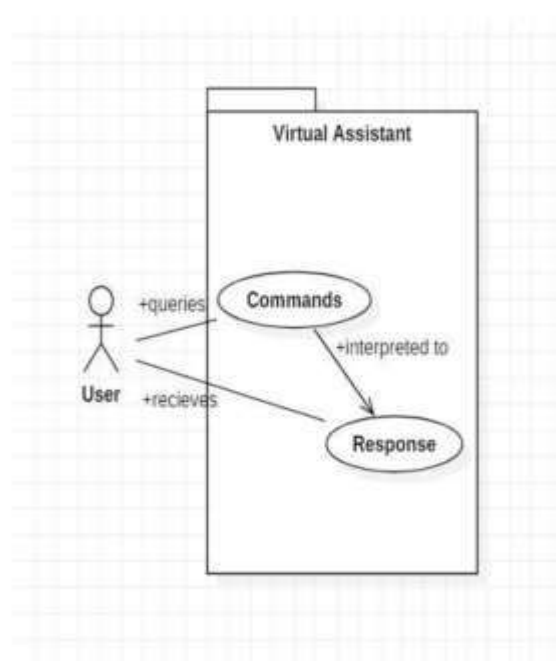 Virtual Assistant
+queries
Commands
+interpreted to
User
+recieves
Response